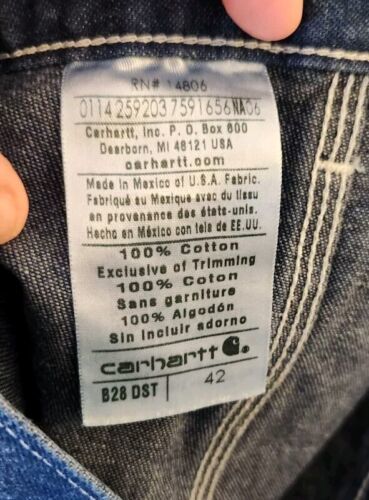 RN# 14806
01142592037591656NA06
Carhartt, Inc. P.O. Box 600
Dearborn, MI 48121 USA
carhartt.com
Made in Mexico of U.S.A. Fabric.
Fabriqué au Mexique avec du tissu
en provenance des états-unis.
Hecho en México con tela de EE.UU.
100% Cotton
Exclusive of Trimming
100% Coton
Sans garniture
100% Algodón
Sin incluir adorno
carhartt
B28 DST 42